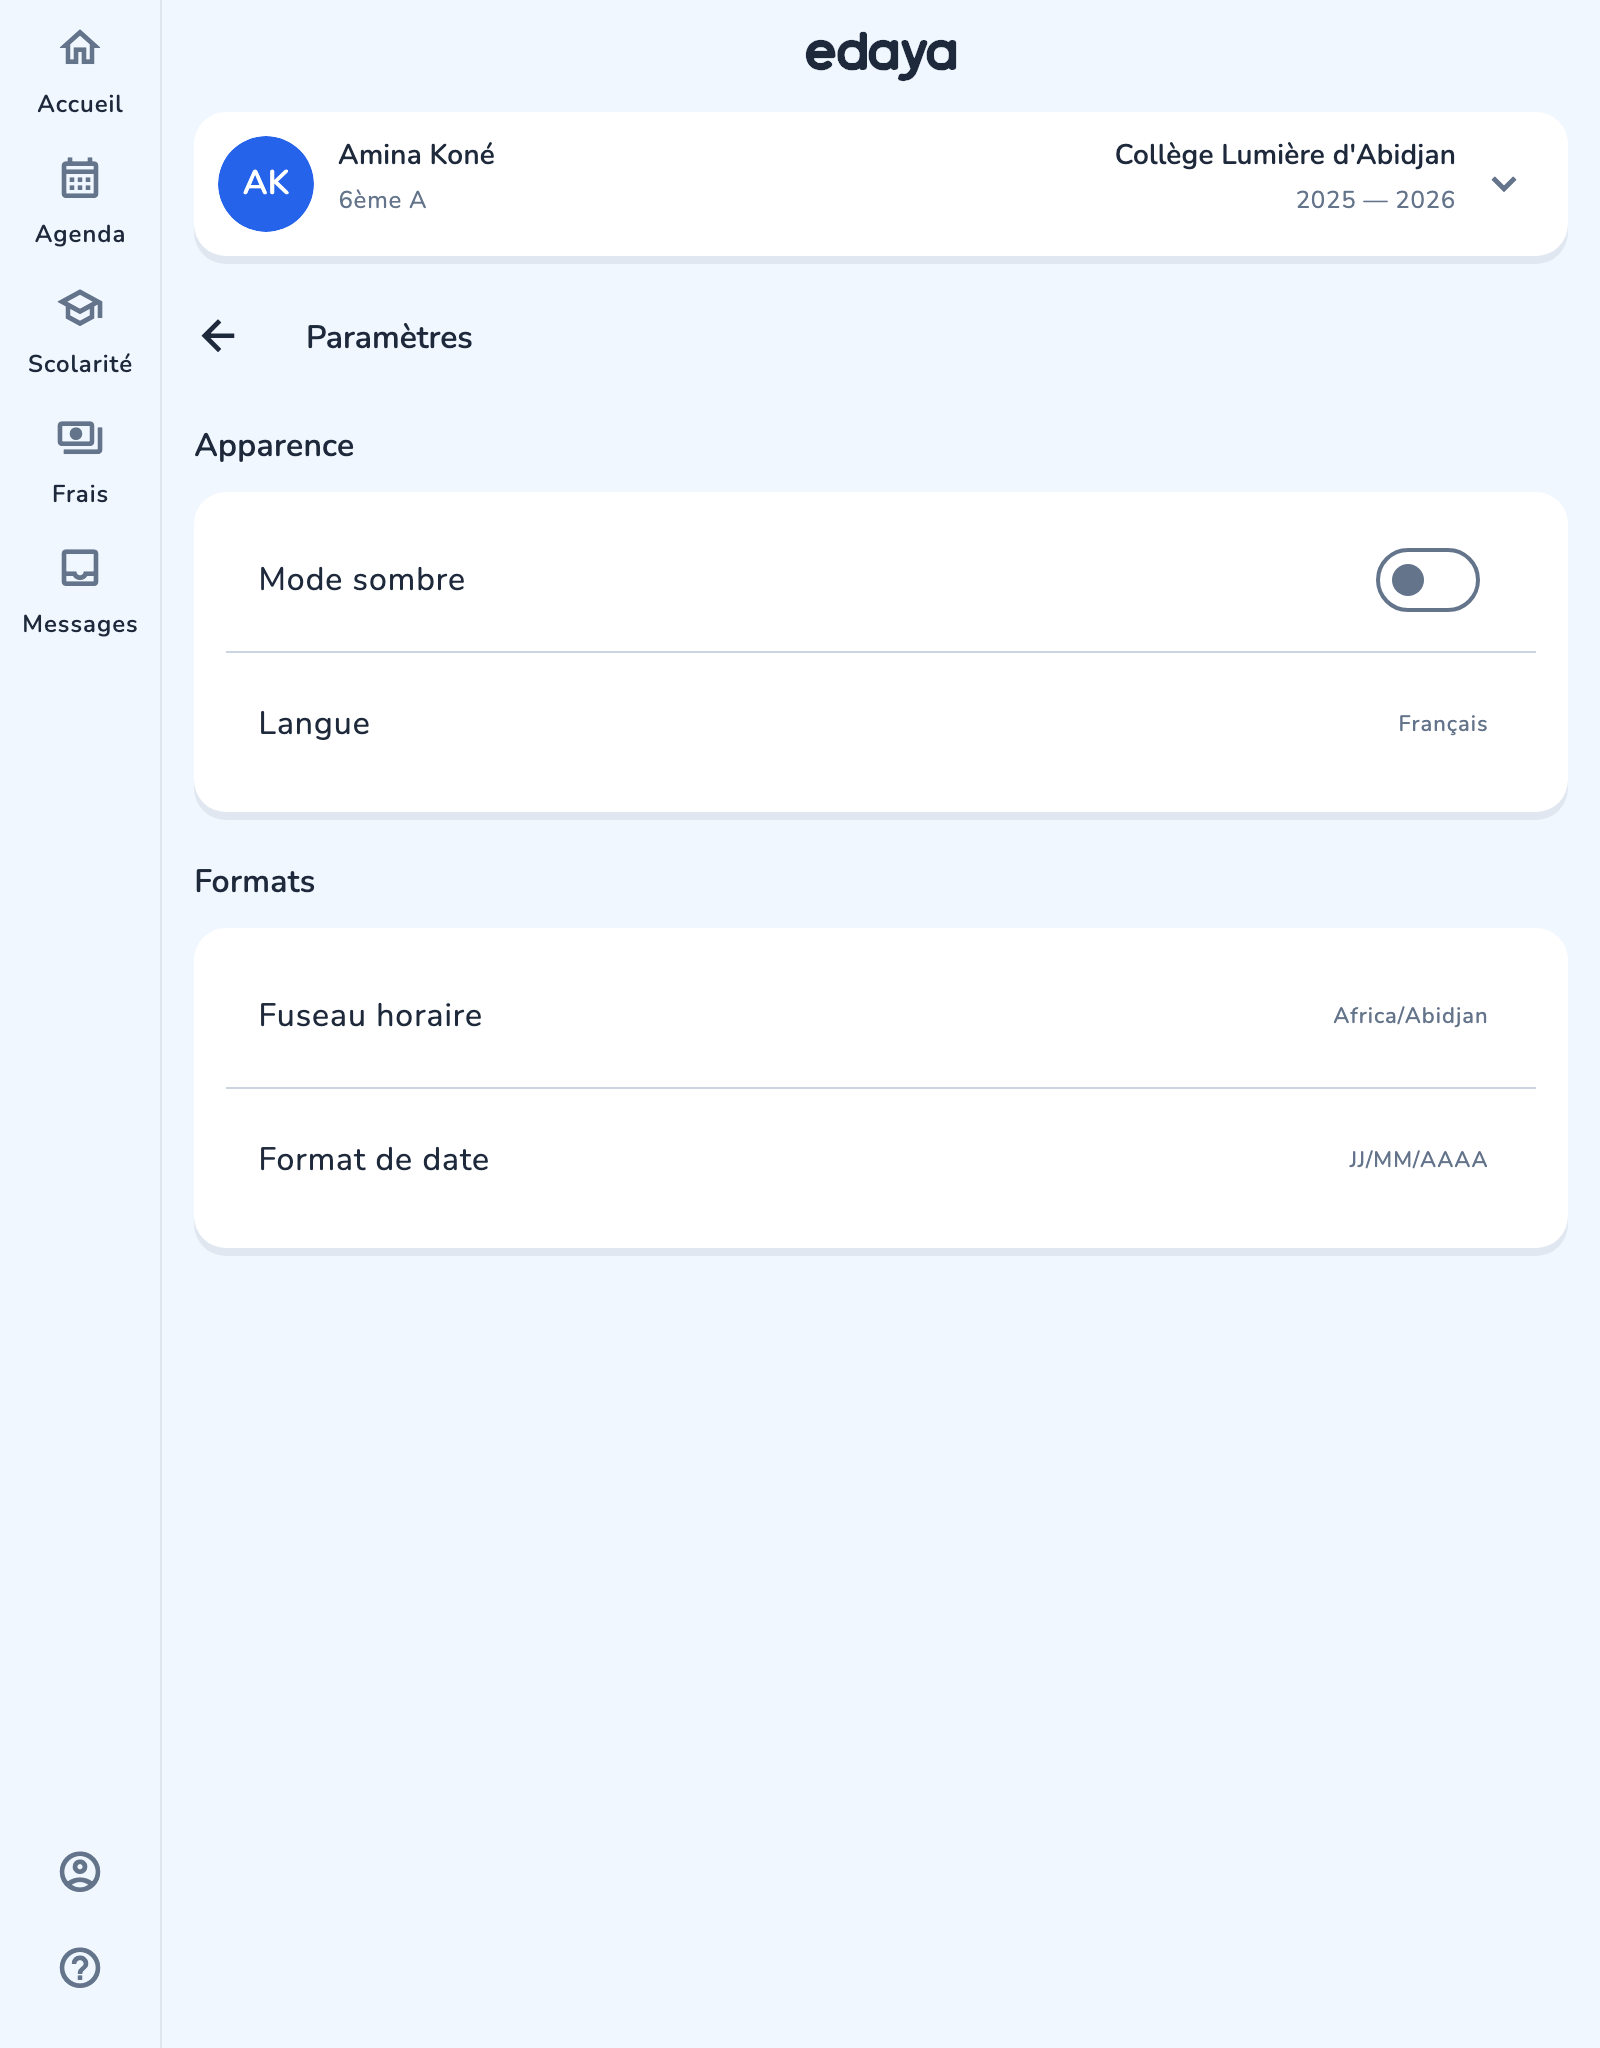 Accueil
Agenda
Scolarité
Frais
Messages
edaya
AK
Amina Koné
6ème A
Collège Lumière d'Abidjan
2025 — 2026
Paramètres
Apparence
Mode sombre
Langue
Français
Formats
Fuseau horaire
Africa/Abidjan
Format de date
JJ/MM/AAAA